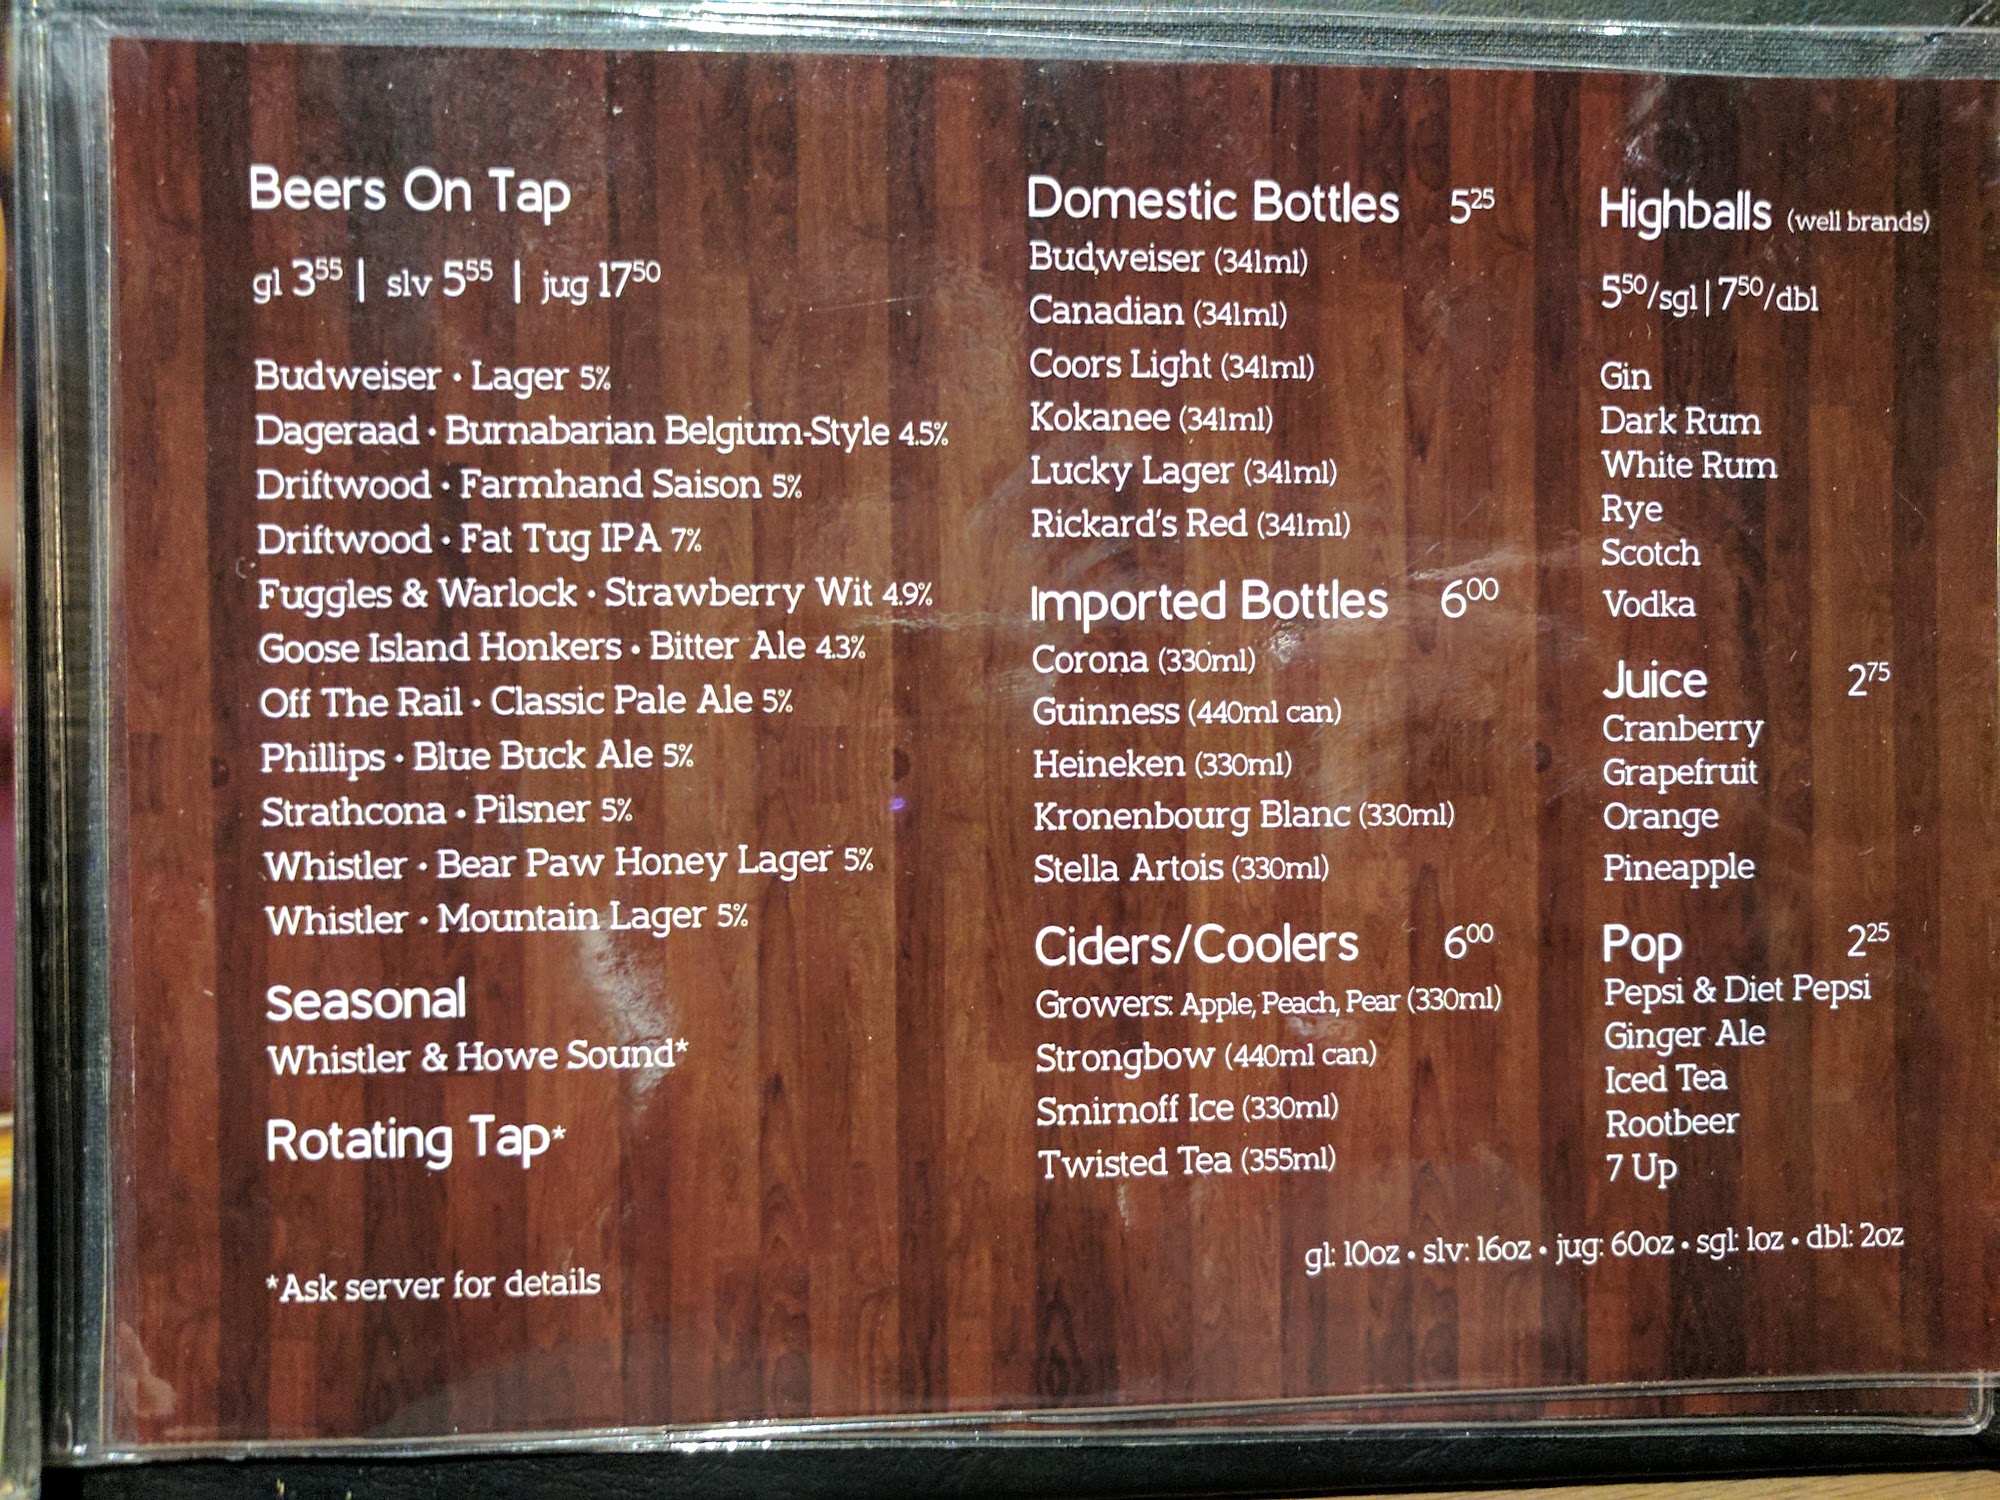 Beers On Tap
gl 3⁵⁵ | slv 5⁵⁵ | jug 17⁵⁰
Budweiser • Lager 5%
Dageraad • Burnabarian Belgium-Style 4.5%
Driftwood • Farmhand Saison 5%
Driftwood • Fat Tug IPA 7%
Fuggles & Warlock • Strawberry Wit 4.9%
Goose Island Honkers • Bitter Ale 4.3%
Off The Rail • Classic Pale Ale 5%
Phillips • Blue Buck Ale 5%
Strathcona • Pilsner 5%
Whistler • Bear Paw Honey Lager 5%
Whistler • Mountain Lager 5%
Seasonal
Whistler & Howe Sound*
Rotating Tap*
*Ask server for details
Domestic Bottles 5²⁵
Budweiser (341ml)
Canadian (341ml)
Coors Light (341ml)
Kokanee (341ml)
Lucky Lager (341ml)
Rickard's Red (341ml)
Imported Bottles 6⁰⁰
Corona (330ml)
Guinness (440ml can)
Heineken (330ml)
Kronenbourg Blanc (330ml)
Stella Artois (330ml)
Ciders/Coolers 6⁰⁰
Growers: Apple, Peach, Pear (330ml)
Strongbow (440ml can)
Smirnoff Ice (330ml)
Twisted Tea (355ml)
Highballs (well brands)
5⁵⁰/sgl | 7⁵⁰/dbl
Gin
Dark Rum
White Rum
Rye
Scotch
Vodka
Juice 2⁷⁵
Cranberry
Grapefruit
Orange
Pineapple
Pop 2²⁵
Pepsi & Diet Pepsi
Ginger Ale
Iced Tea
Rootbeer
7 Up
gl: 10oz • slv: 16oz • jug: 60oz • sgl: 1oz • dbl: 2oz